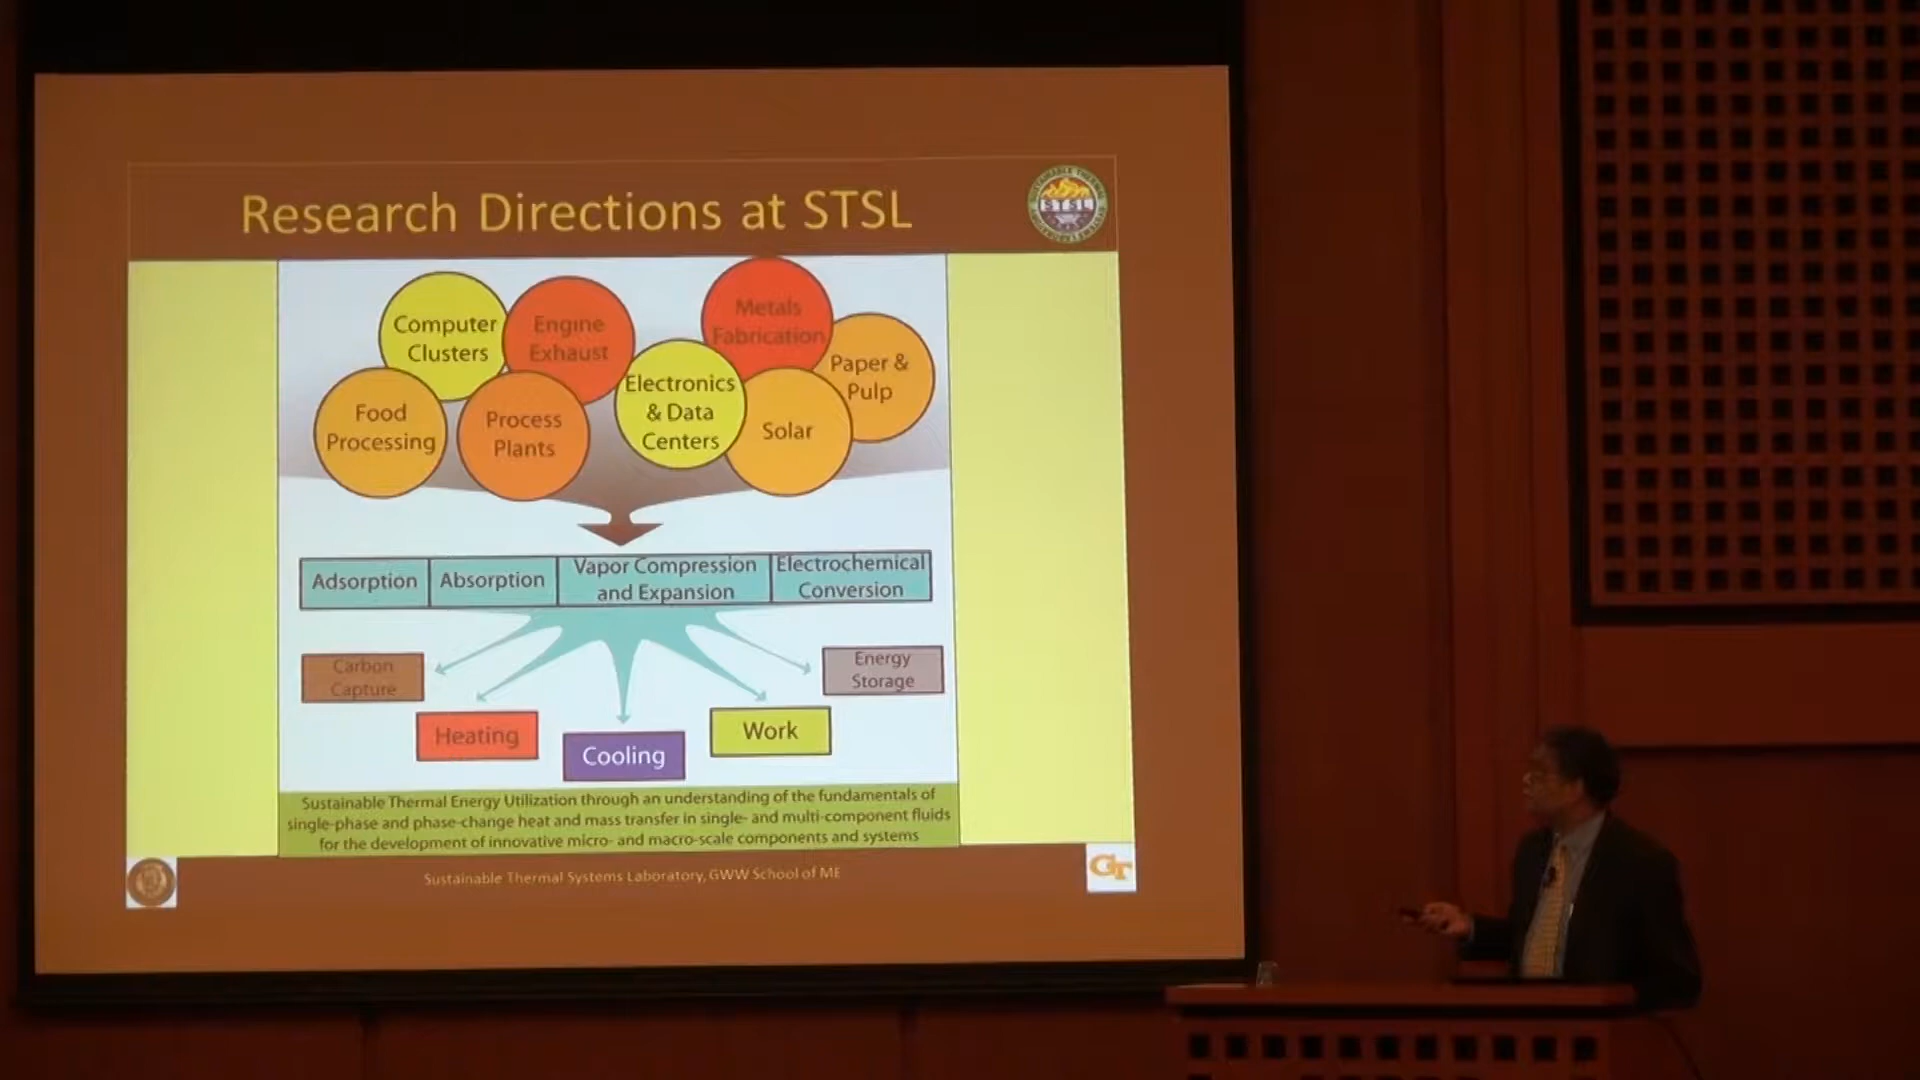 Research Directions at STSL
STSL
Computer
Clusters
Engine
Exhaust
Metals
Fabrication
Paper &
Pulp
Food
Processing
Process
Plants
Electronics
& Data
Centers
Solar
Adsorption
Absorption
Vapor Compression
and Expansion
Electrochemical
Conversion
Carbon
Capture
Energy
Storage
Heating
Cooling
Work
Sustainable Thermal Energy Utilization through an understanding of the fundamentals of
single-phase and phase-change heat and mass transfer in single- and multi-component fluids
for the development of innovative micro- and macro-scale components and systems
Sustainable Thermal Systems Laboratory, GWW School of ME
GT